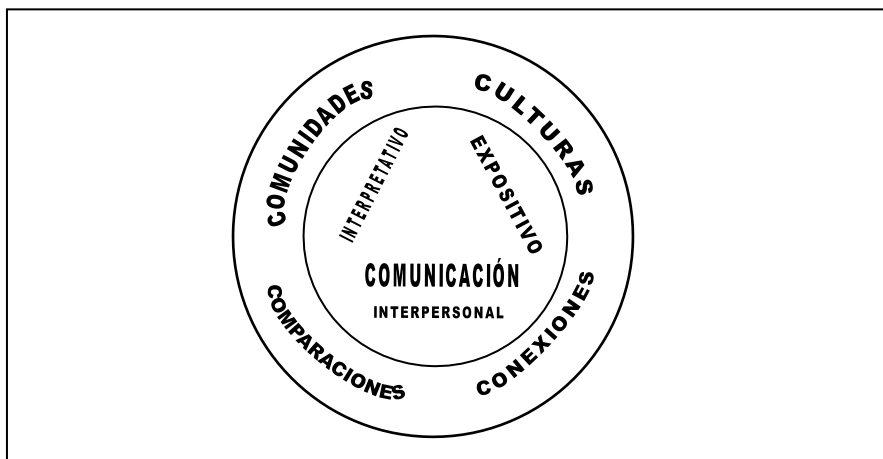 COMUNIDADES
CULTURAS
INTERPRETATIVO
EXPOSITIVO
COMUNICACIÓN
INTERPERSONAL
COMPARACIONES
CONEXIONES